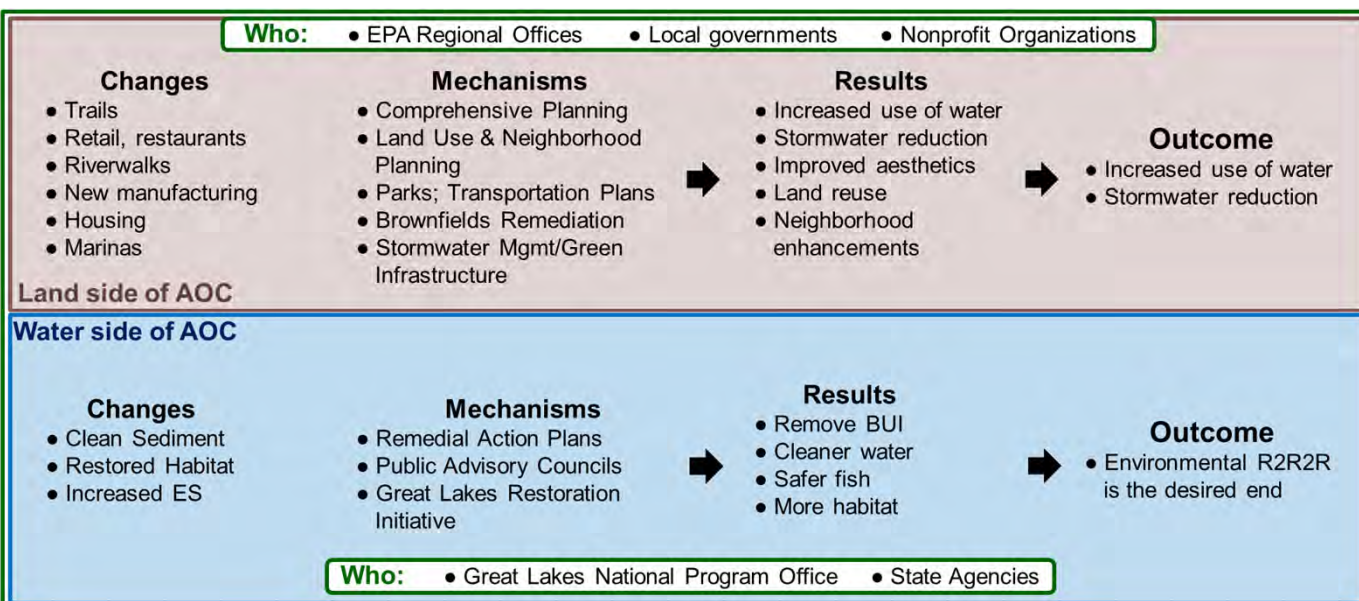 Who: ● EPA Regional Offices ● Local governments ● Nonprofit Organizations
Changes
● Trails
● Retail, restaurants
● Riverwalks
● New manufacturing
● Housing
● Marinas
Mechanisms
● Comprehensive Planning
● Land Use & Neighborhood
Planning
● Parks; Transportation Plans
● Brownfields Remediation
● Stormwater Mgmt/Green
Infrastructure
Results
● Increased use of water
● Stormwater reduction
● Improved aesthetics
● Land reuse
● Neighborhood
enhancements
Outcome
● Increased use of water
● Stormwater reduction
Land side of AOC
Water side of AOC
Changes
● Clean Sediment
● Restored Habitat
● Increased ES
Mechanisms
● Remedial Action Plans
● Public Advisory Councils
● Great Lakes Restoration
Initiative
Results
● Remove BUI
● Cleaner water
● Safer fish
● More habitat
Outcome
● Environmental R2R2R
is the desired end
Who: ● Great Lakes National Program Office ● State Agencies